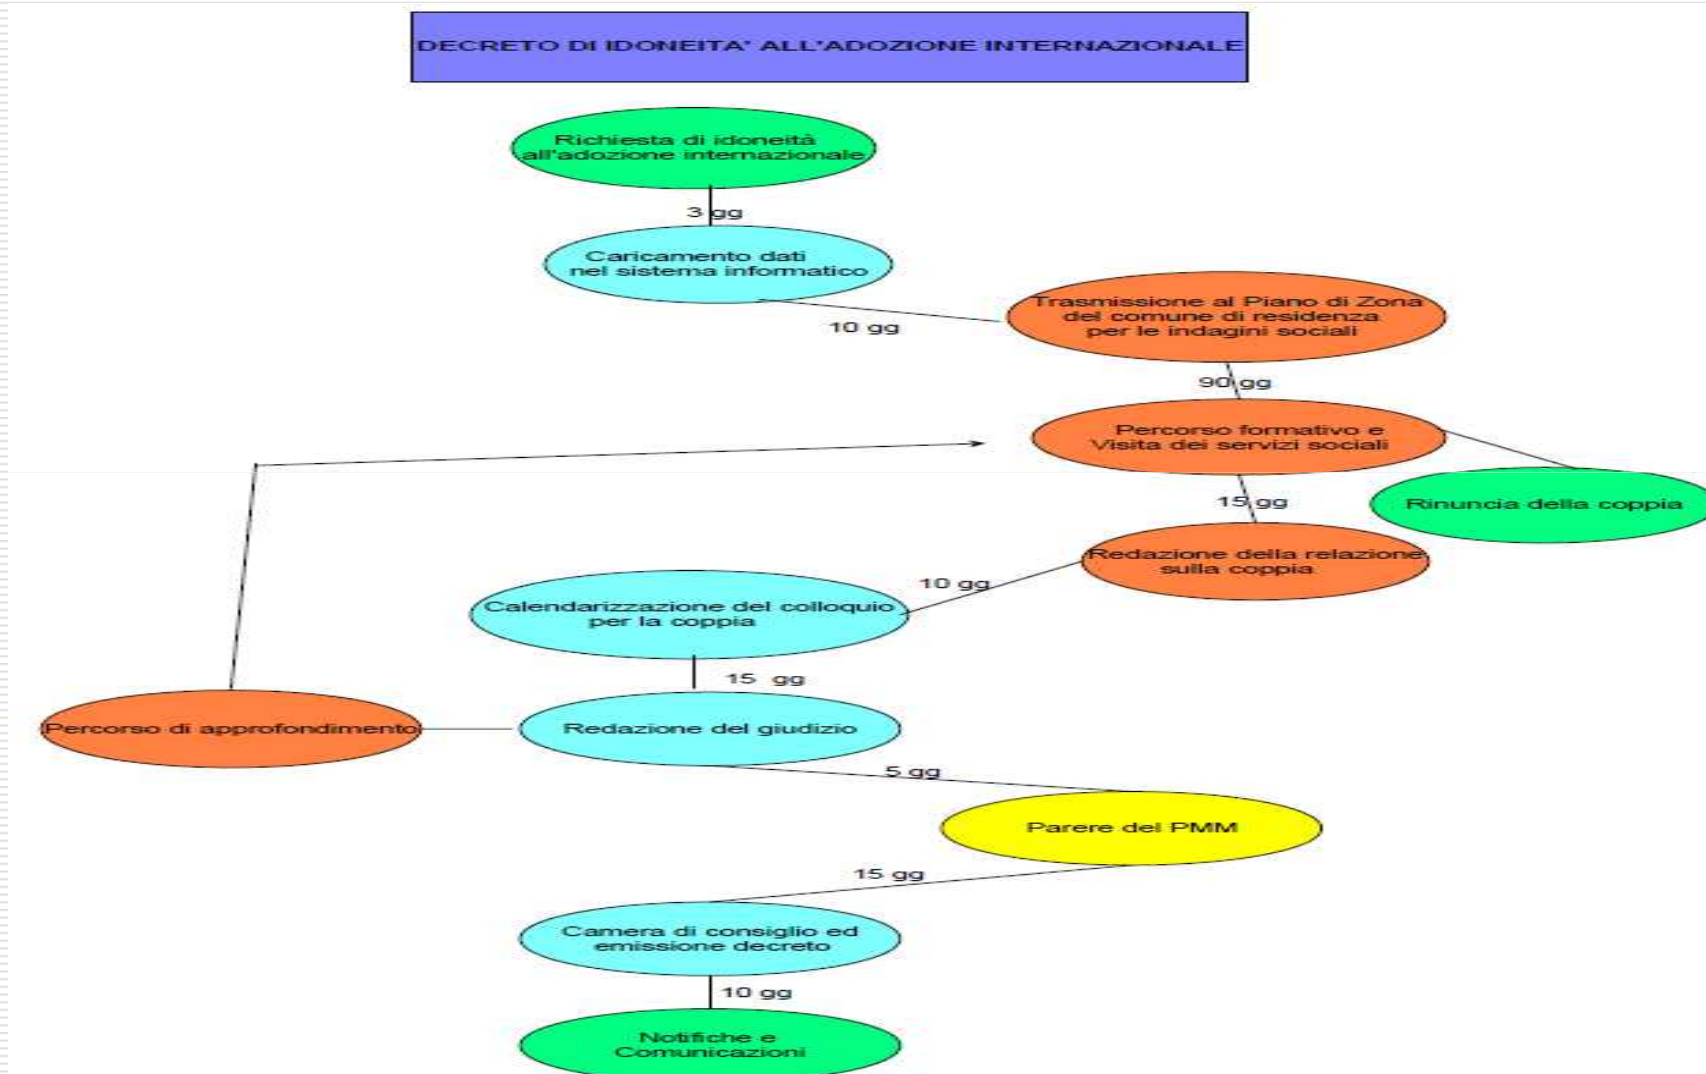 DECRETO DI IDONEITA' ALL'ADOZIONE INTERNAZIONALE
Richiesta di idoneità
all'adozione internazionale
3 gg
Caricamento dati
nel sistema informatico
10 gg
Trasmissione al Piano di Zona
del comune di residenza
per le indagini sociali
90 gg
Percorso formativo e
Visita dei servizi sociali
15 gg
Rinuncia della coppia
Redazione della relazione
sulla coppia
10 gg
Calendarizzazione del colloquio
per la coppia
15 gg
Percorso di approfondimento
Redazione del giudizio
5 gg
Parere del PMM
15 gg
Camera di consiglio ed
emissione decreto
10 gg
Notifiche e
Comunicazioni